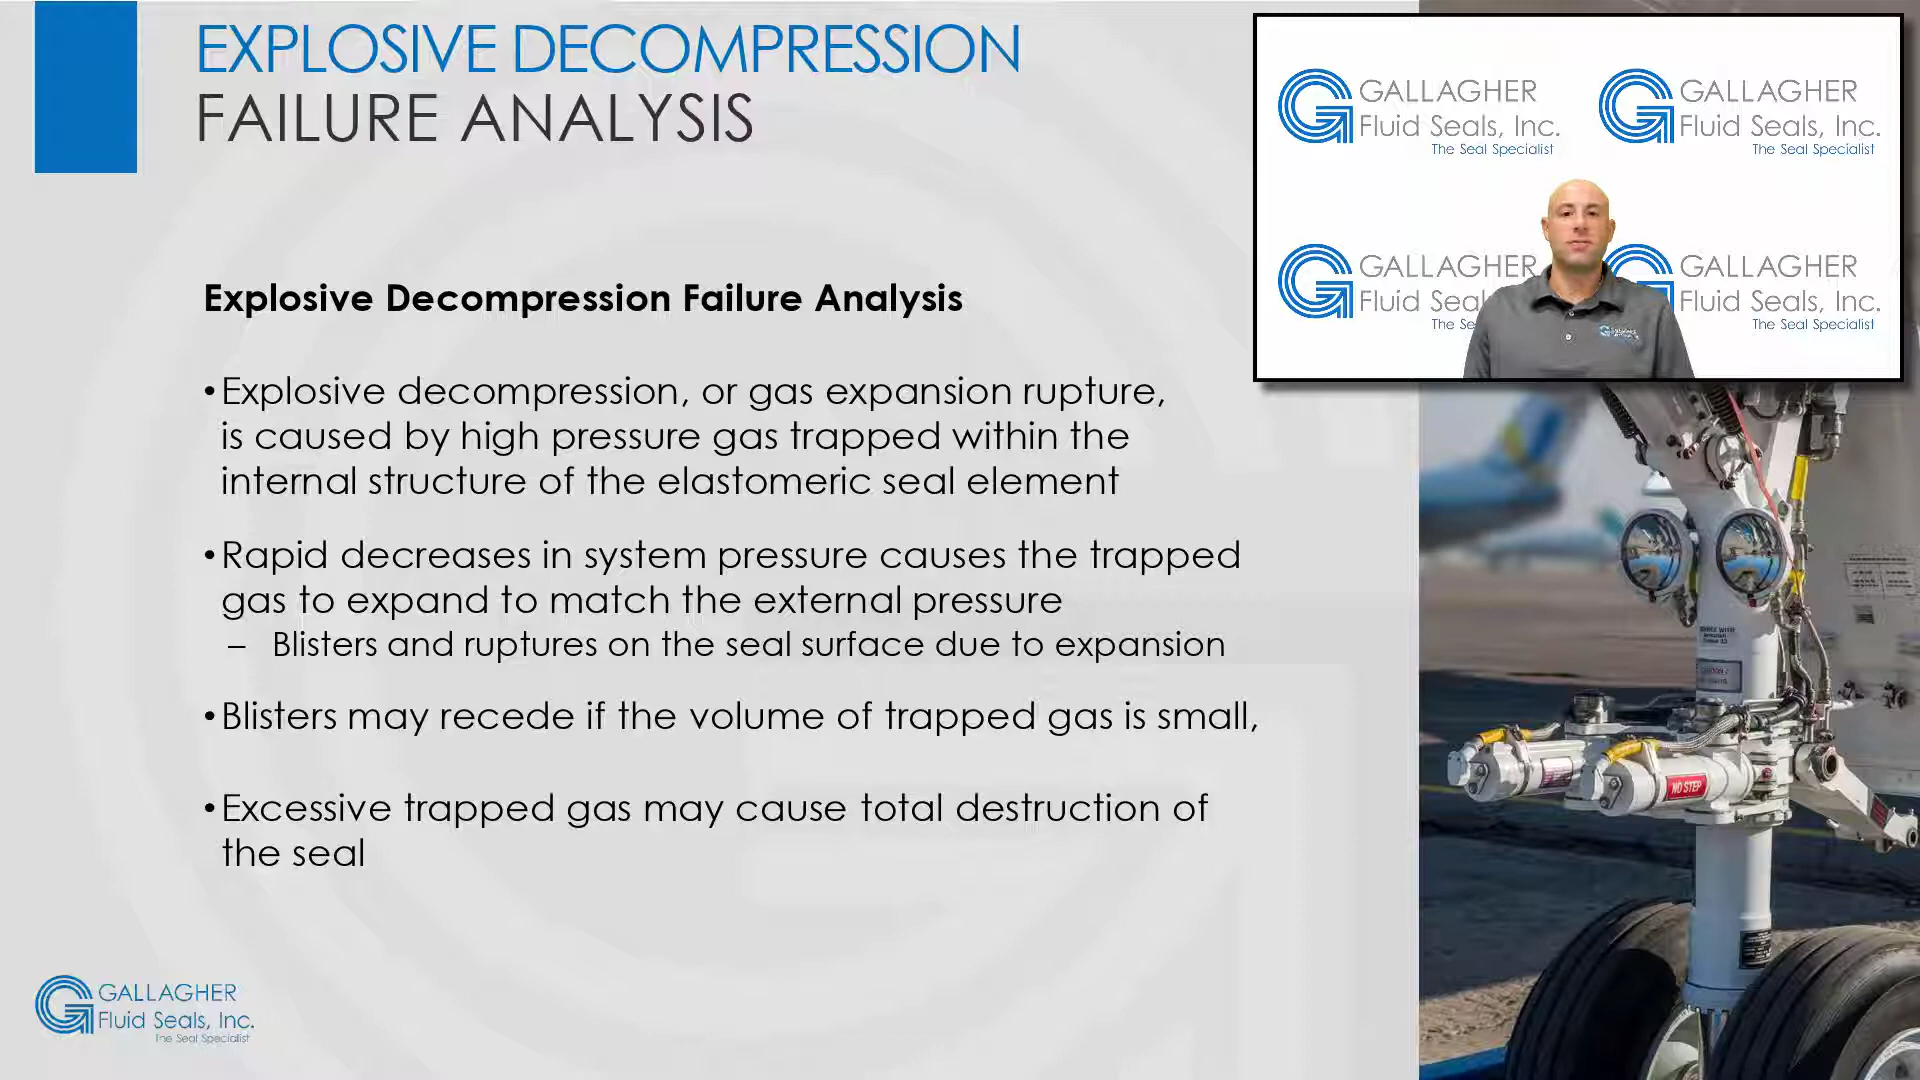 EXPLOSIVE DECOMPRESSION
FAILURE ANALYSIS
GALLAGHER
Fluid Seals, Inc.
The Seal Specialist
GALLAGHER
Fluid Seals, Inc.
The Seal Specialist
GALLAGHER
Fluid Seal
The Se
GALLAGHER
Fluid Seals, Inc.
The Seal Specialist
Explosive Decompression Failure Analysis
• Explosive decompression, or gas expansion rupture,
is caused by high pressure gas trapped within the
internal structure of the elastomeric seal element
• Rapid decreases in system pressure causes the trapped
gas to expand to match the external pressure
– Blisters and ruptures on the seal surface due to expansion
• Blisters may recede if the volume of trapped gas is small,
• Excessive trapped gas may cause total destruction of
the seal
NO STEP
GALLAGHER
Fluid Seals, Inc.
The Seal Specialist